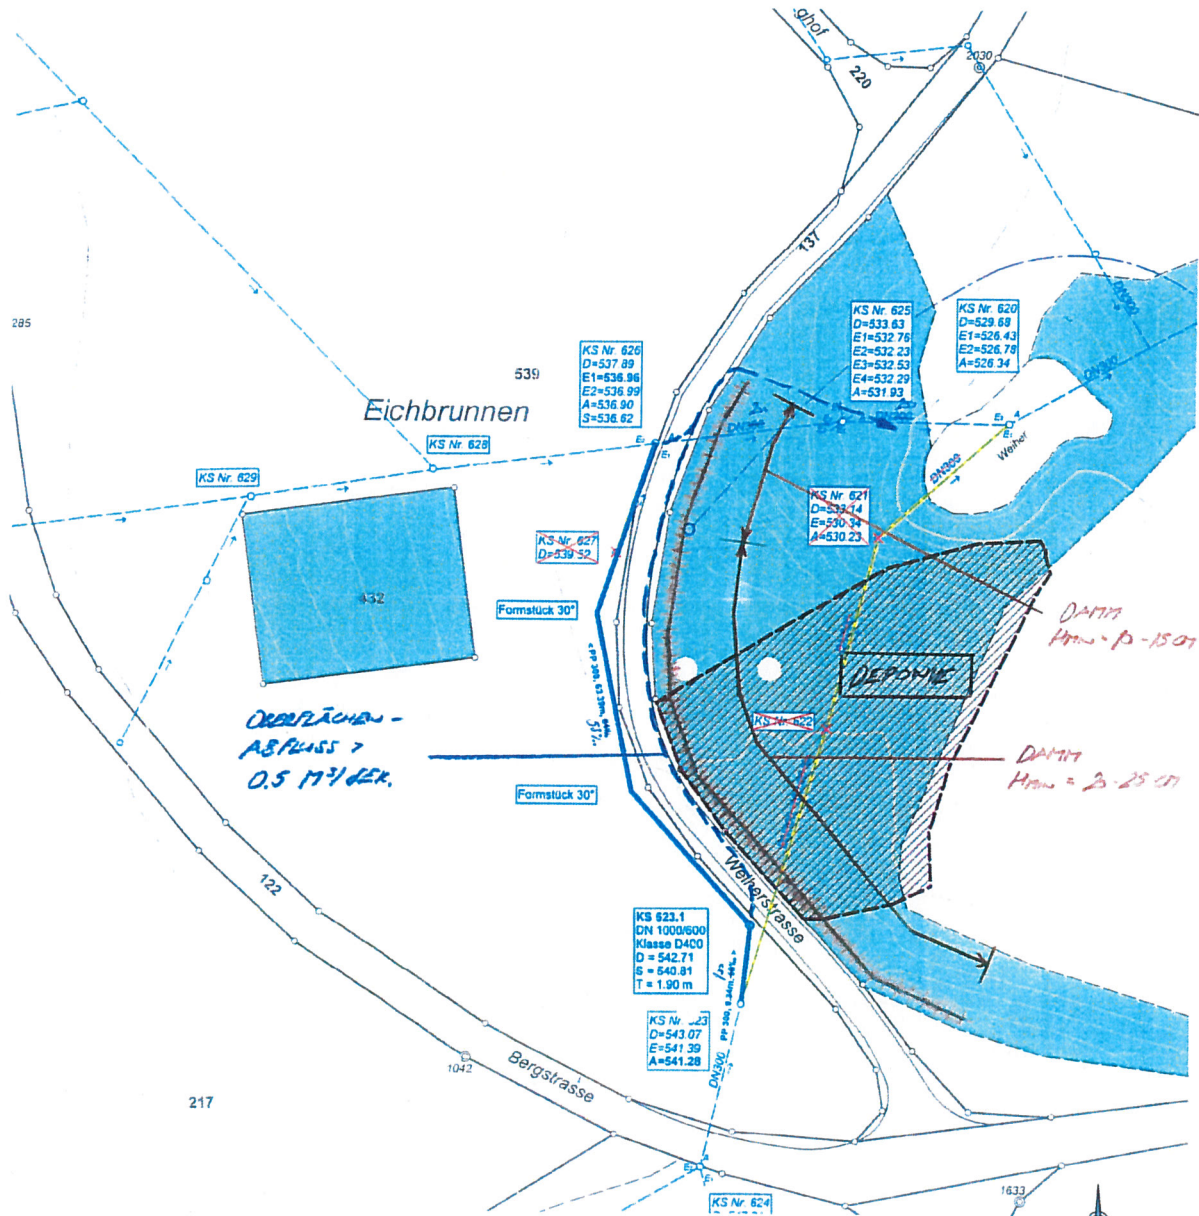 ghof
220
2030
137
285
539
Eichbrunnen
KS Nr. 626
D=537.89
E1=536.96
E2=536.99
A=536.90
S=536.62
KS Nr. 625
D=533.63
E1=532.76
E2=532.23
E3=532.53
E4=532.29
A=531.93
KS Nr. 620
D=529.68
E1=526.43
E2=526.78
A=526.34
DN300
DN300
DN300
DN300
DN300
Weiher
KS Nr. 628
KS Nr. 629
KS Nr. 621
D=533.14
E=530.34
A=530.23
KS Nr. 627
D=539.52
432
Formstück 30°
DAMM
DEPONIE
KS Nr. 622
OBERFLÄCHEN-
ABFLUSS >
0.5 M³/SEK.
DAMM
Formstück 30°
122
Weiherstrasse
KS 623.1
DN 1000/600
Klasse D400
D = 542.71
S = 540.81
T = 1.90 m
D=543.07
E=541.39
A=541.28
DN300
Bergstrasse
1042
217
KS Nr. 624
1633